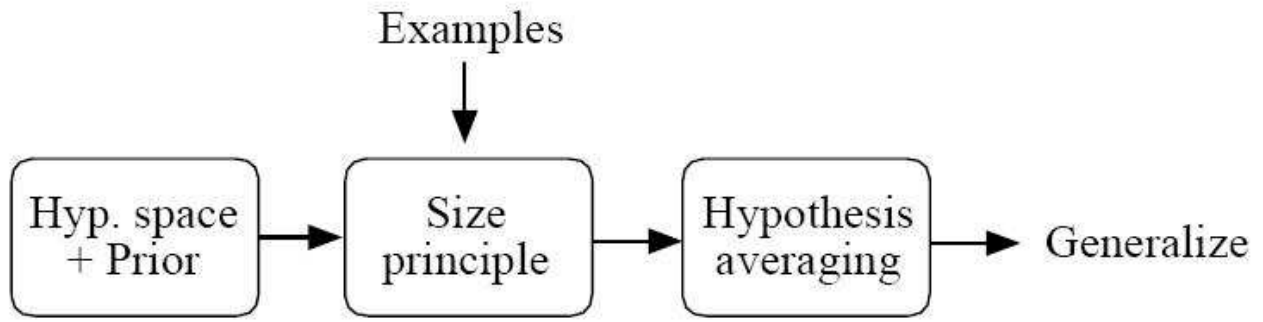 Examples
Hyp. space
+ Prior
Size
principle
Hypothesis
averaging
Generalize